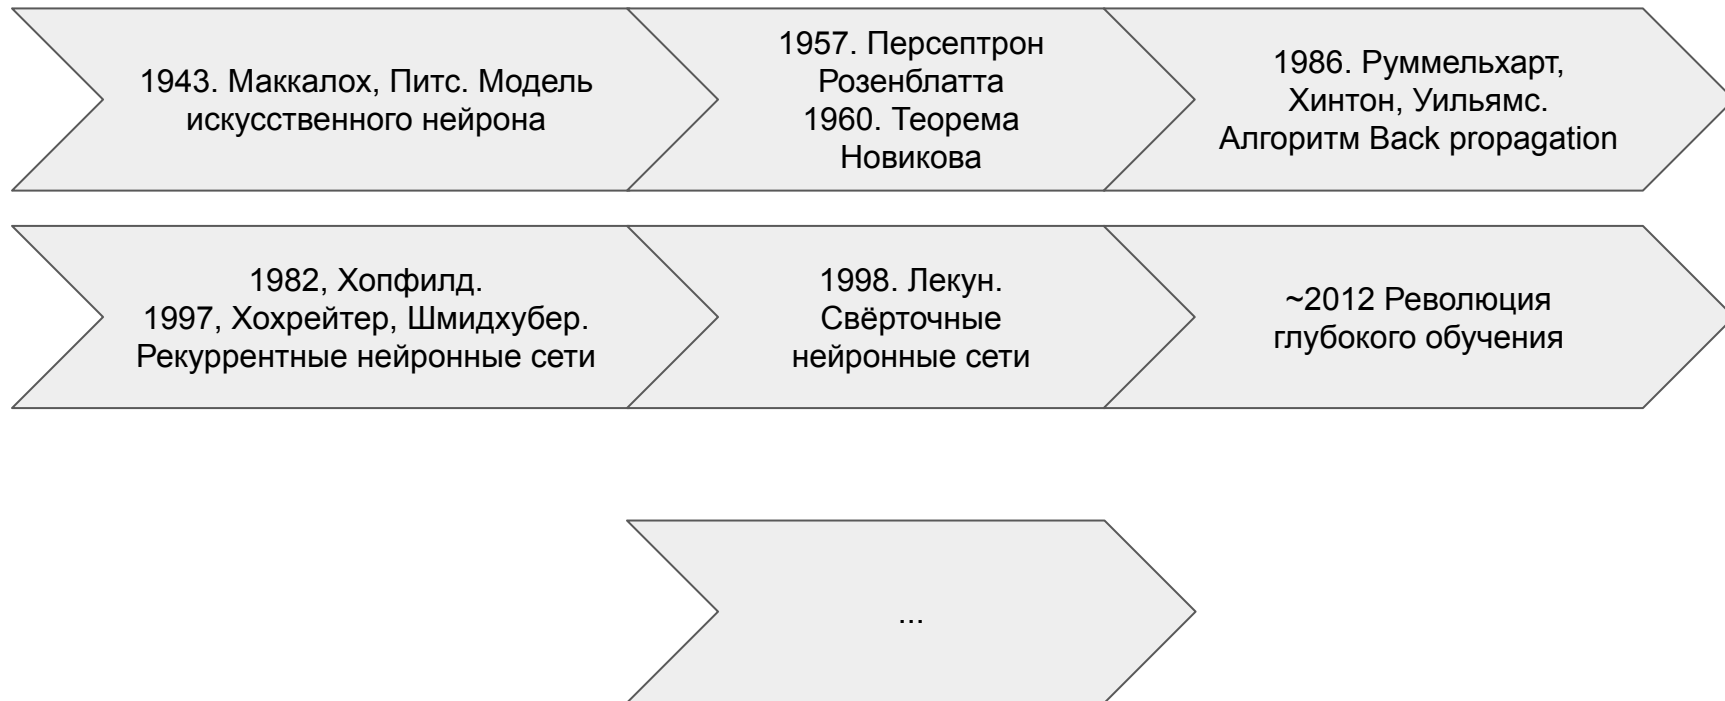 1943. Маккалох, Питс. Модель
искусственного нейрона
1957. Персептрон
Розенблатта
1960. Теорема
Новикова
1986. Руммельхарт,
Хинтон, Уильямс.
Алгоритм Back propagation
1982, Хопфилд.
1997, Хохрейтер, Шмидхубер.
Рекуррентные нейронные сети
1998. Лекун.
Свёрточные
нейронные сети
~2012 Революция
глубокого обучения
...